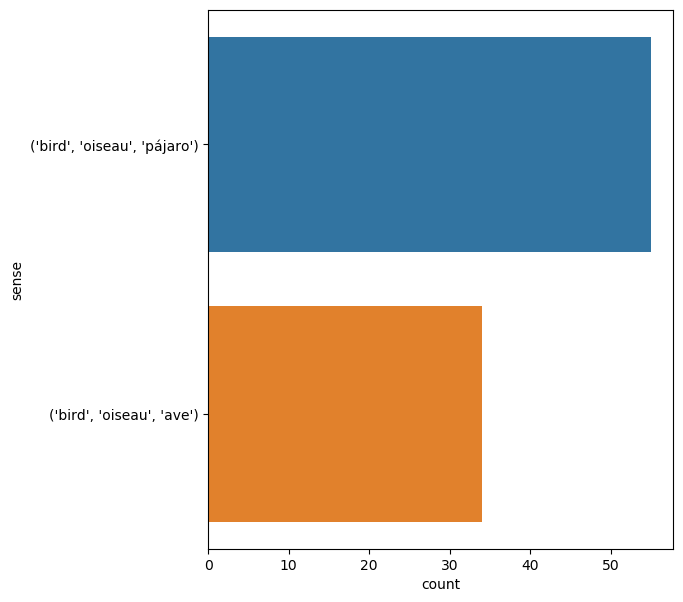 ('bird', 'oiseau', 'pájaro')
sense
('bird', 'oiseau', 'ave')
0 10 20 30 40 50
count